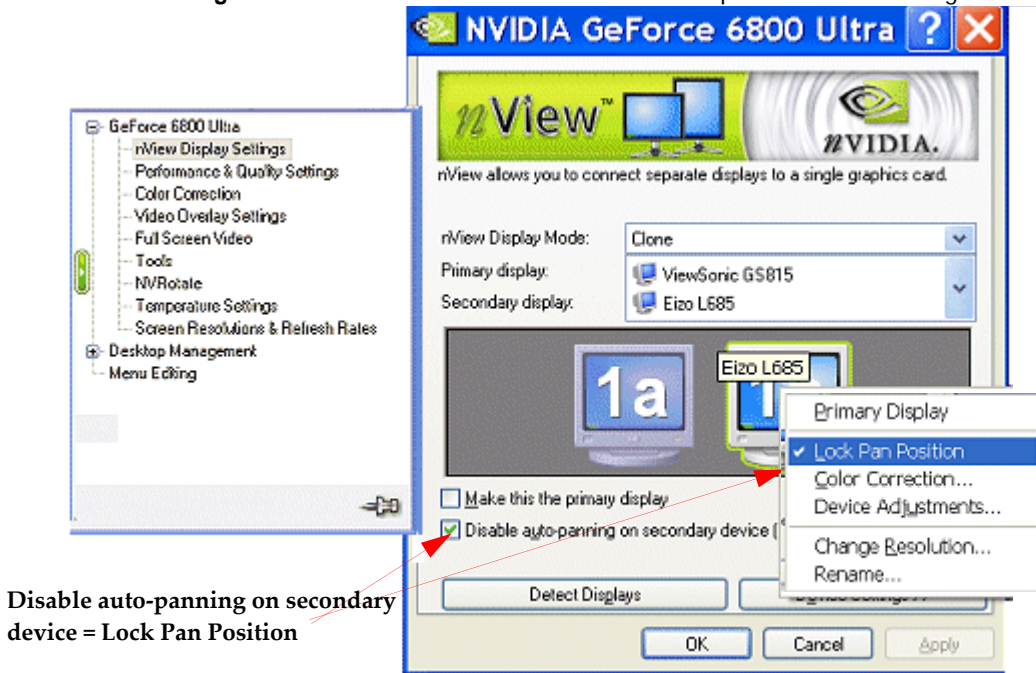 NVIDIA GeForce 6800 Ultra
nView™
nVIDIA.
nView allows you to connect separate displays to a single graphics card.
nView Display Mode: Clone
Primary display: ViewSonic GS815
Secondary display: Eizo L685
1a
Eizo L685
Primary Display
Lock Pan Position
Color Correction...
Device Adjustments...
Change Resolution...
Rename...
Make this the primary display
Disable auto-panning on secondary device (
Detect Displays
OK
Cancel
Apply
GeForce 6800 Ultra
nView Display Settings
Performance & Quality Settings
Color Correction
Video Overlay Settings
Full Screen Video
Tools
NVRotate
Temperature Settings
Screen Resolutions & Refresh Rates
Desktop Management
Menu Editing
Disable auto-panning on secondary
device = Lock Pan Position